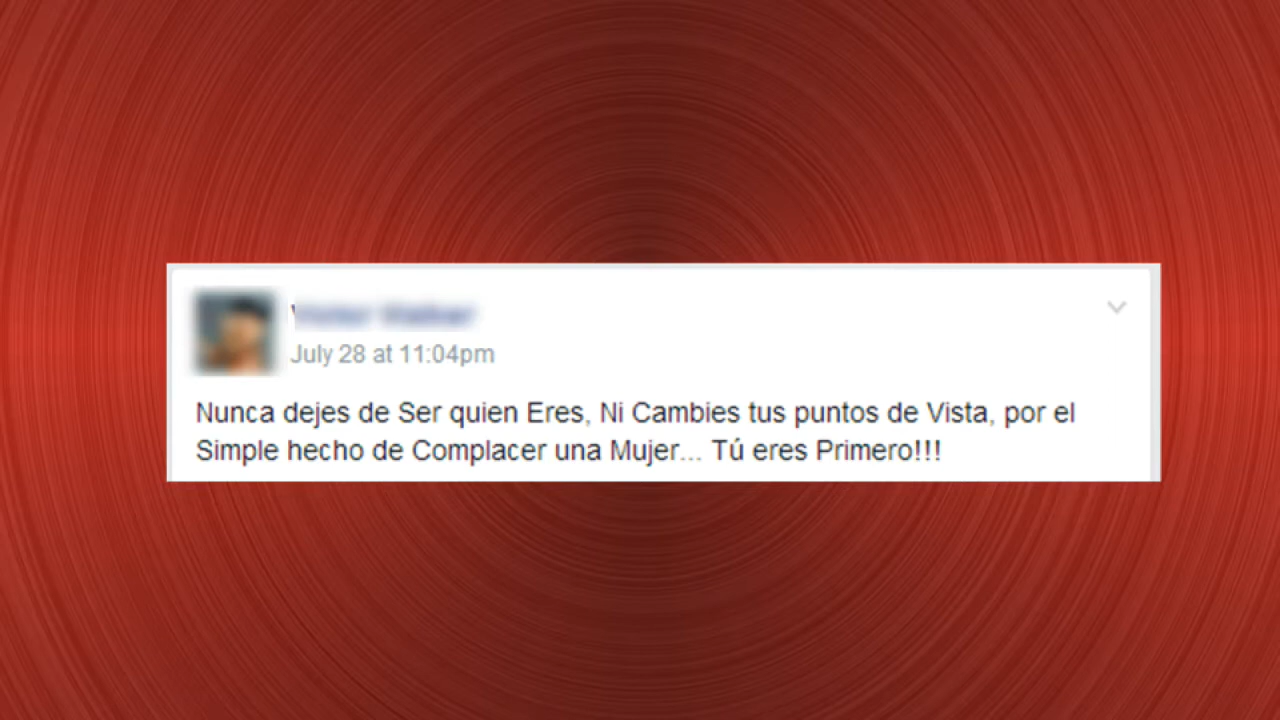 July 28 at 11:04pm
Nunca dejes de Ser quien Eres, Ni Cambies tus puntos de Vista, por el
Simple hecho de Complacer una Mujer... Tú eres Primero!!!